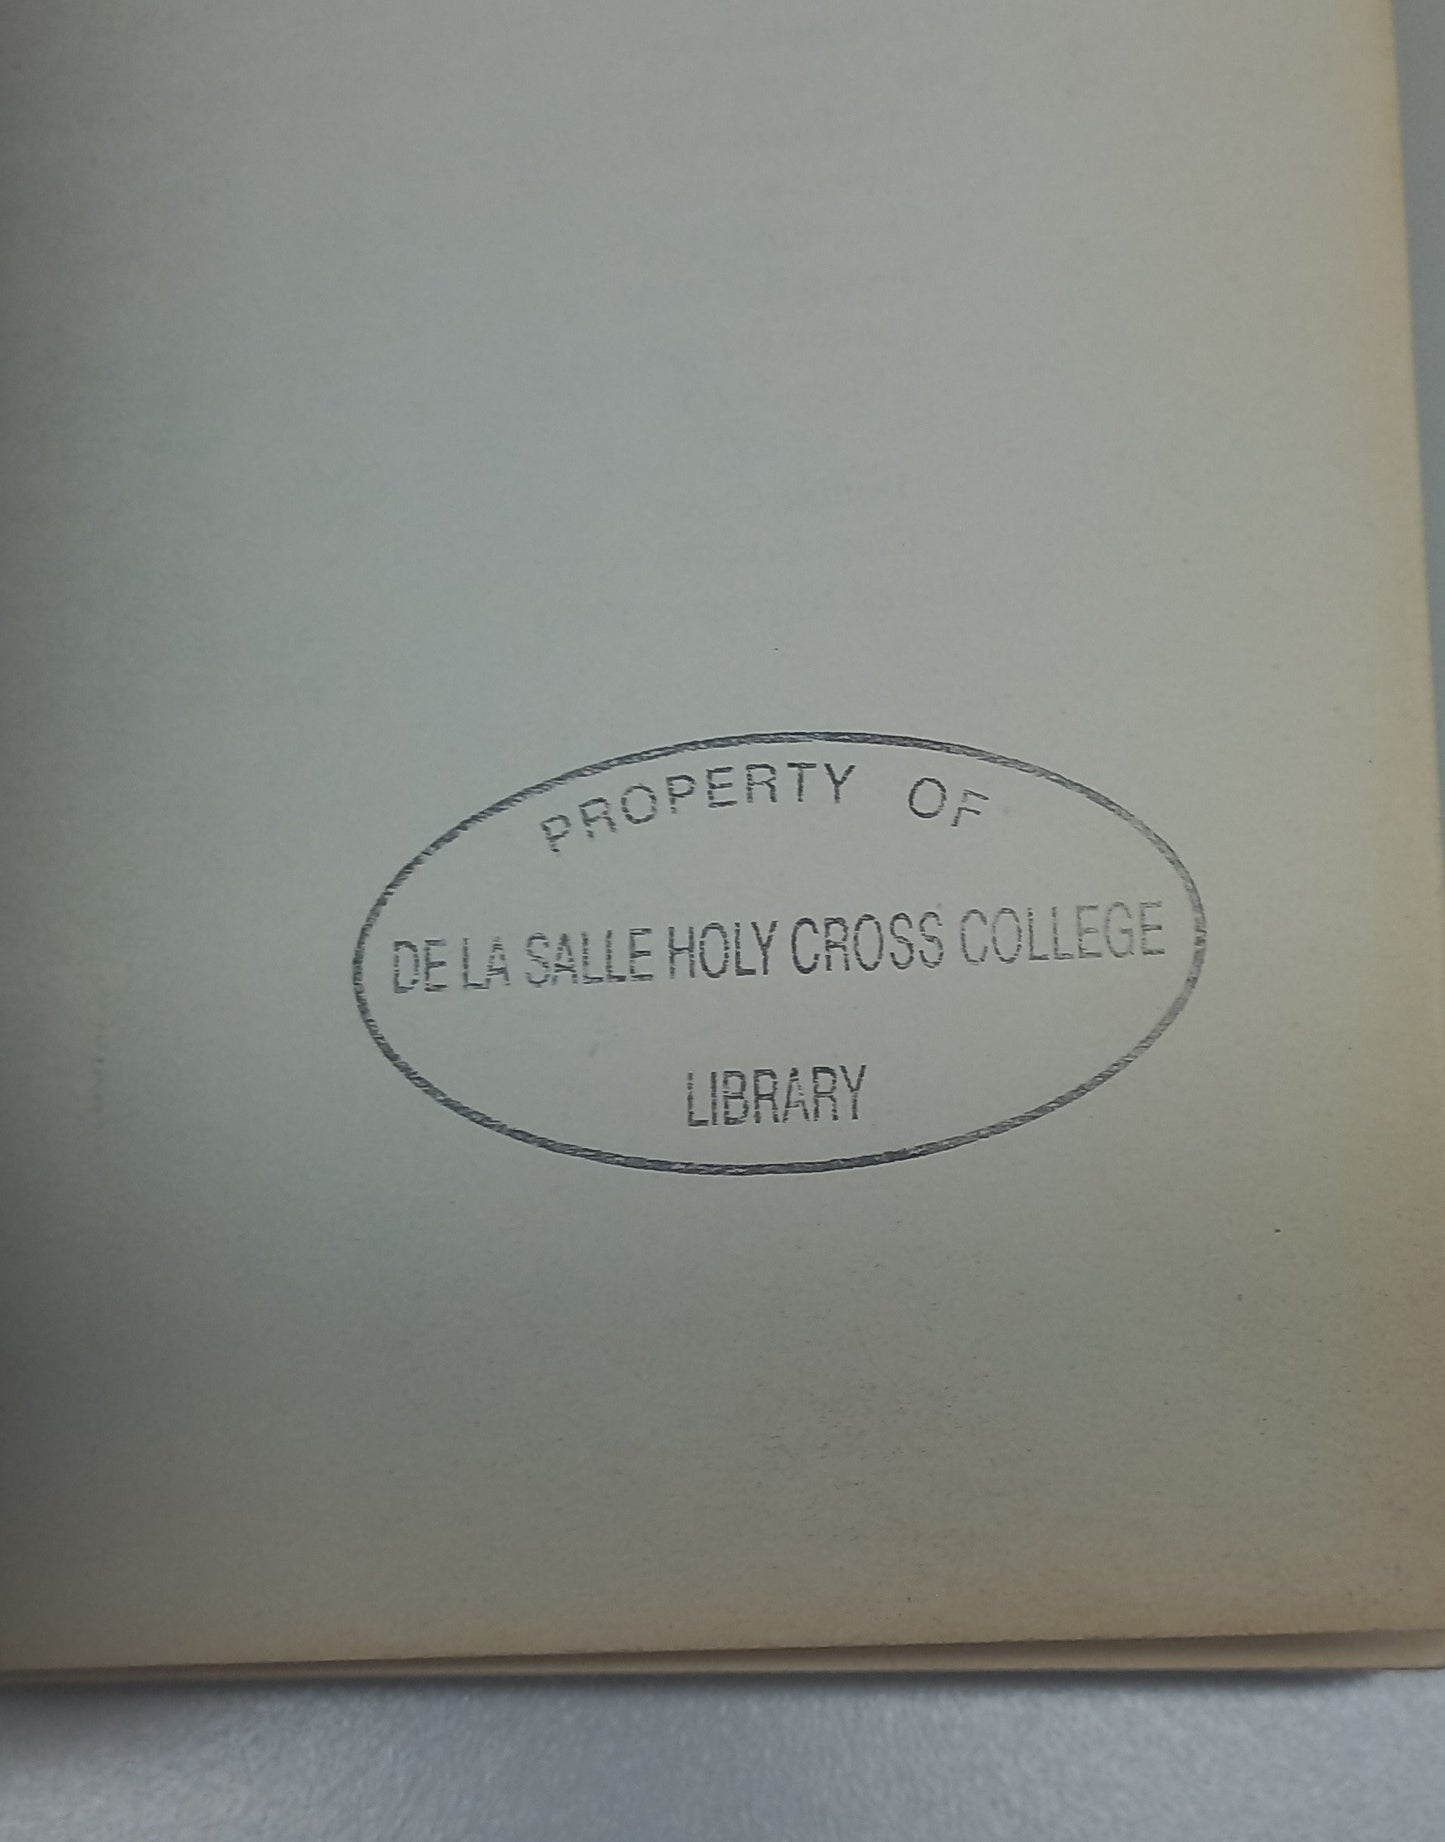 PROPERTY OF
DE LA SALLE HOLY CROSS COLLEGE
LIBRARY